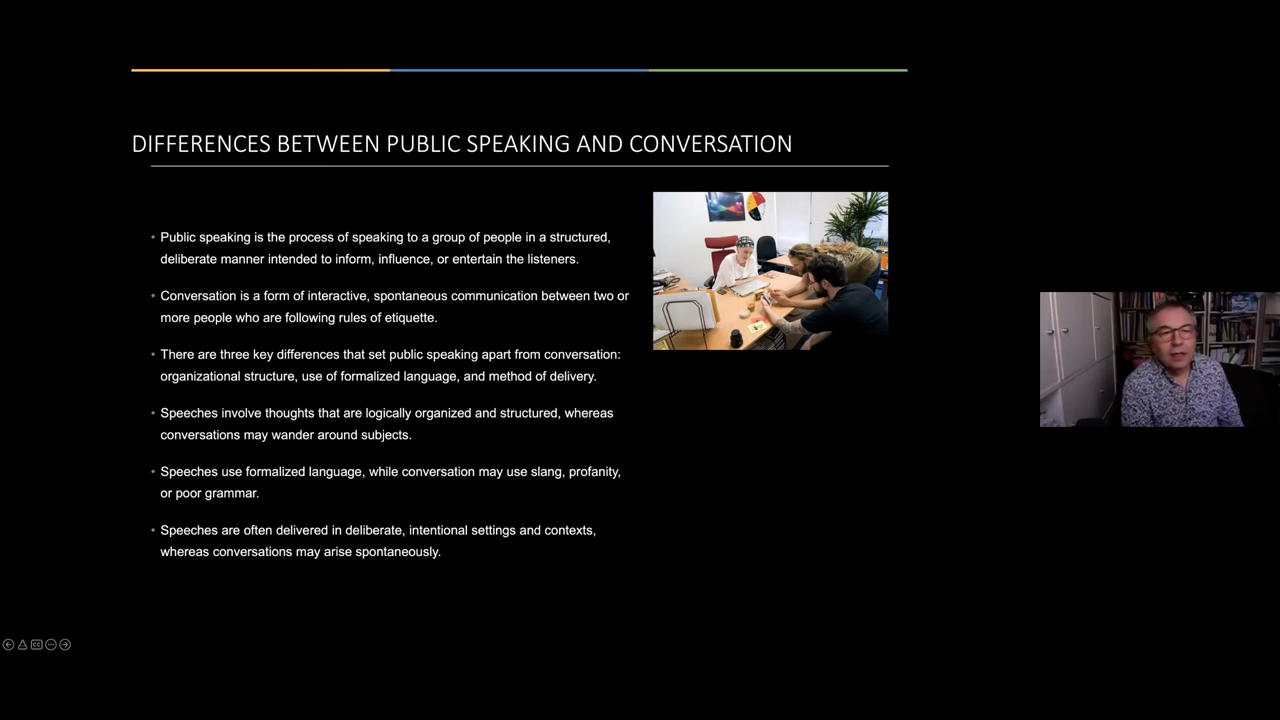 DIFFERENCES BETWEEN PUBLIC SPEAKING AND CONVERSATION
• Public speaking is the process of speaking to a group of people in a structured,
deliberate manner intended to inform, influence, or entertain the listeners.
• Conversation is a form of interactive, spontaneous communication between two or
more people who are following rules of etiquette.
• There are three key differences that set public speaking apart from conversation:
organizational structure, use of formalized language, and method of delivery.
• Speeches involve thoughts that are logically organized and structured, whereas
conversations may wander around subjects.
• Speeches use formalized language, while conversation may use slang, profanity,
or poor grammar.
• Speeches are often delivered in deliberate, intentional settings and contexts,
whereas conversations may arise spontaneously.
CC